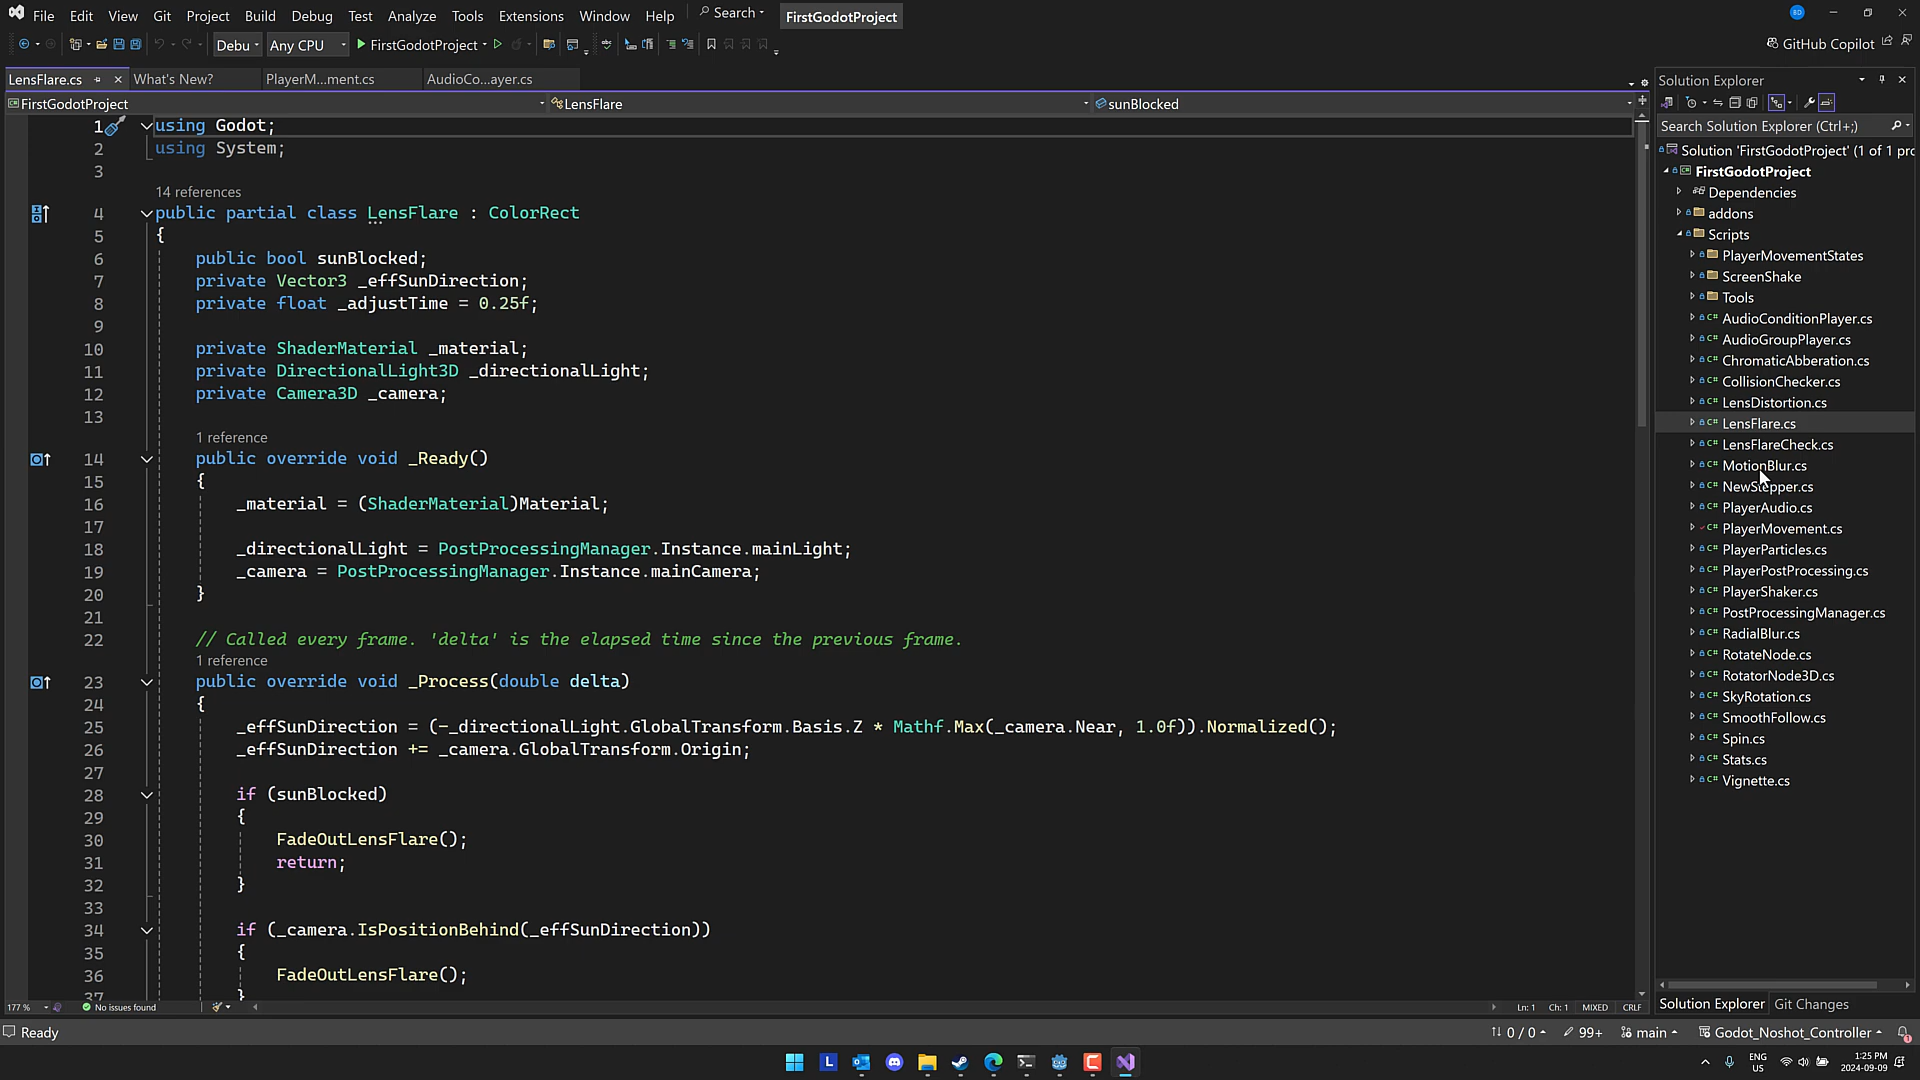 File Edit View Git Project Build Debug Test Analyze Tools Extensions Window Help Search FirstGodotProject
BD
Debu Any CPU FirstGodotProject
GitHub Copilot
LensFlare.cs What's New? PlayerM...ment.cs AudioCo...ayer.cs
FirstGodotProject LensFlare sunBlocked
1 using Godot;
2 using System;
3
14 references
4 public partial class LensFlare : ColorRect
5 {
6 public bool sunBlocked;
7 private Vector3 _effSunDirection;
8 private float _adjustTime = 0.25f;
9
10 private ShaderMaterial _material;
11 private DirectionalLight3D _directionalLight;
12 private Camera3D _camera;
13
1 reference
14 public override void _Ready()
15 {
16 _material = (ShaderMaterial)Material;
17
18 _directionalLight = PostProcessingManager.Instance.mainLight;
19 _camera = PostProcessingManager.Instance.mainCamera;
20 }
21
22 // Called every frame. 'delta' is the elapsed time since the previous frame.
1 reference
23 public override void _Process(double delta)
24 {
25 _effSunDirection = (-_directionalLight.GlobalTransform.Basis.Z * Mathf.Max(_camera.Near, 1.0f)).Normalized();
26 _effSunDirection += _camera.GlobalTransform.Origin;
27
28 if (sunBlocked)
29 {
30 FadeOutLensFlare();
31 return;
32 }
33
34 if (_camera.IsPositionBehind(_effSunDirection))
35 {
36 FadeOutLensFlare();
37 }
177 % No issues found Ln: 1 Ch: 1 MIXED CRLF
Solution Explorer
Search Solution Explorer (Ctrl+;)
Solution 'FirstGodotProject' (1 of 1 pro
FirstGodotProject
Dependencies
addons
Scripts
PlayerMovementStates
ScreenShake
Tools
AudioConditionPlayer.cs
AudioGroupPlayer.cs
ChromaticAbberation.cs
CollisionChecker.cs
LensDistortion.cs
LensFlare.cs
LensFlareCheck.cs
MotionBlur.cs
NewStepper.cs
PlayerAudio.cs
PlayerMovement.cs
PlayerParticles.cs
PlayerPostProcessing.cs
PlayerShaker.cs
PostProcessingManager.cs
RadialBlur.cs
RotateNode.cs
RotatorNode3D.cs
SkyRotation.cs
SmoothFollow.cs
Spin.cs
Stats.cs
Vignette.cs
Solution Explorer Git Changes
Ready 0 / 0 99+ main Godot_Noshot_Controller 1
L
ENG
US
1:25 PM
2024-09-09